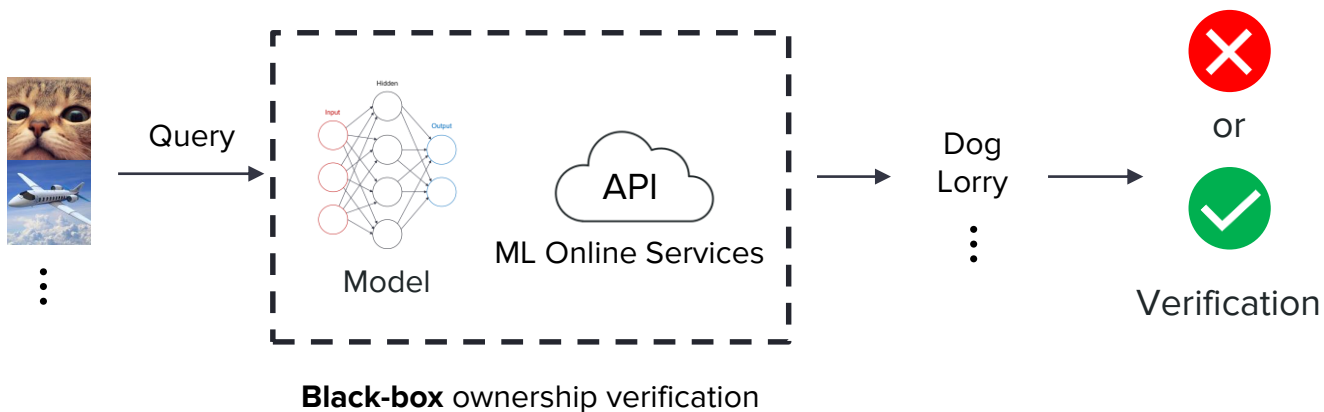 Query
Input
Hidden
Output
Model
API
ML Online Services
Dog
Lorry
or
Verification
Black-box ownership verification